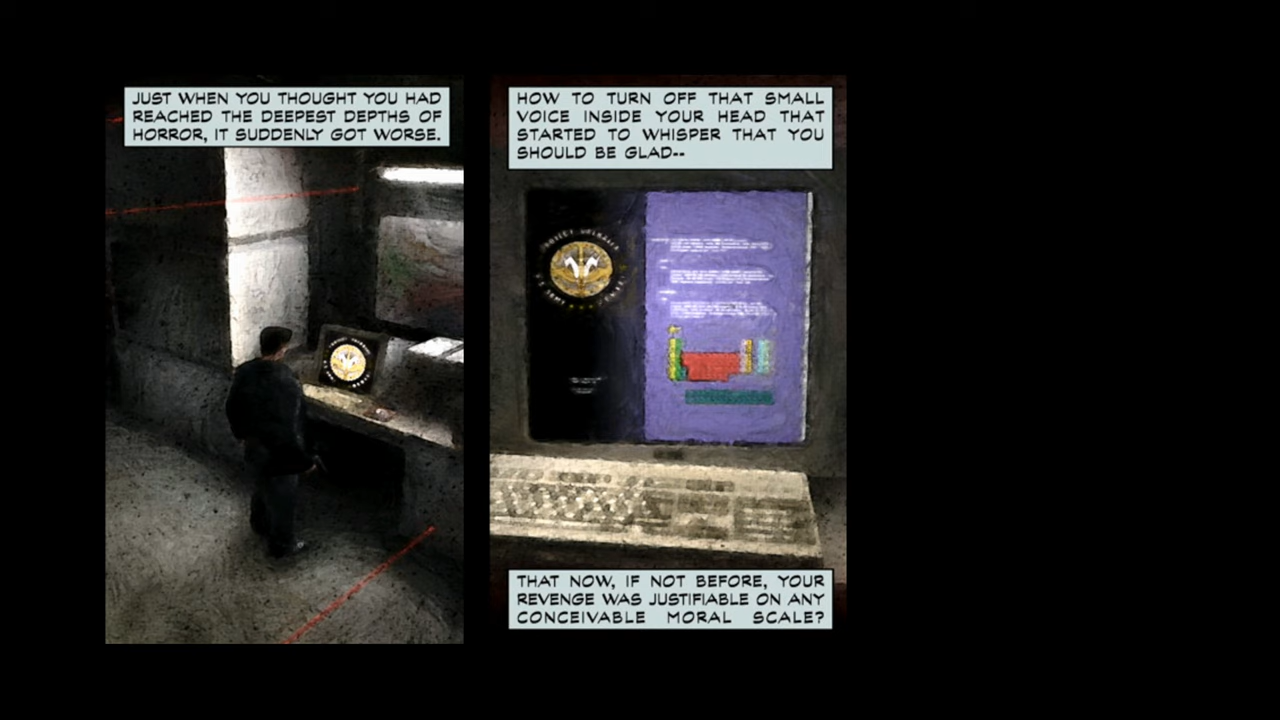 JUST WHEN YOU THOUGHT YOU HAD
REACHED THE DEEPEST DEPTHS OF
HORROR, IT SUDDENLY GOT WORSE.
HOW TO TURN OFF THAT SMALL
VOICE INSIDE YOUR HEAD THAT
STARTED TO WHISPER THAT YOU
SHOULD BE GLAD--
THAT NOW, IF NOT BEFORE, YOUR
REVENGE WAS JUSTIFIABLE ON ANY
CONCEIVABLE MORAL SCALE?